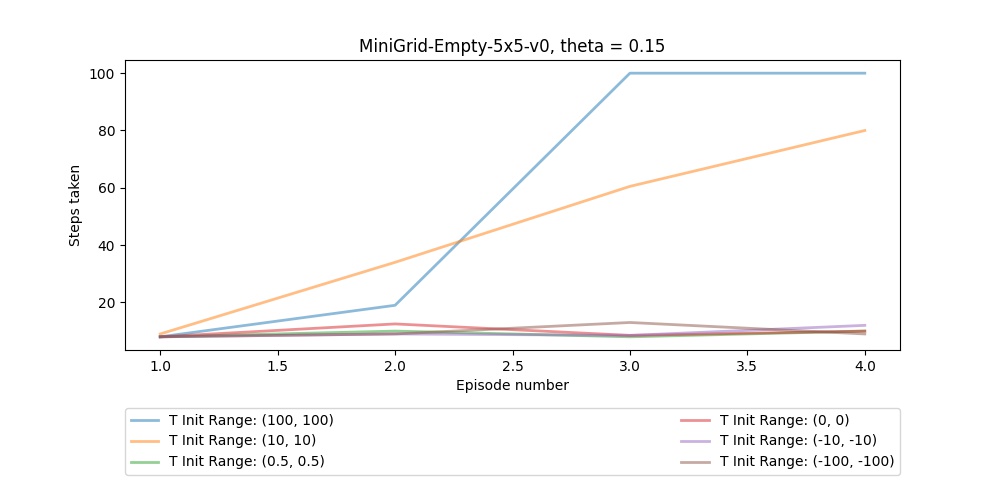 MiniGrid-Empty-5x5-v0, theta = 0.15
100
80
60
40
20
Steps taken
1.0 1.5 2.0 2.5 3.0 3.5 4.0
Episode number
T Init Range: (100, 100)
T Init Range: (10, 10)
T Init Range: (0.5, 0.5)
T Init Range: (0, 0)
T Init Range: (-10, -10)
T Init Range: (-100, -100)